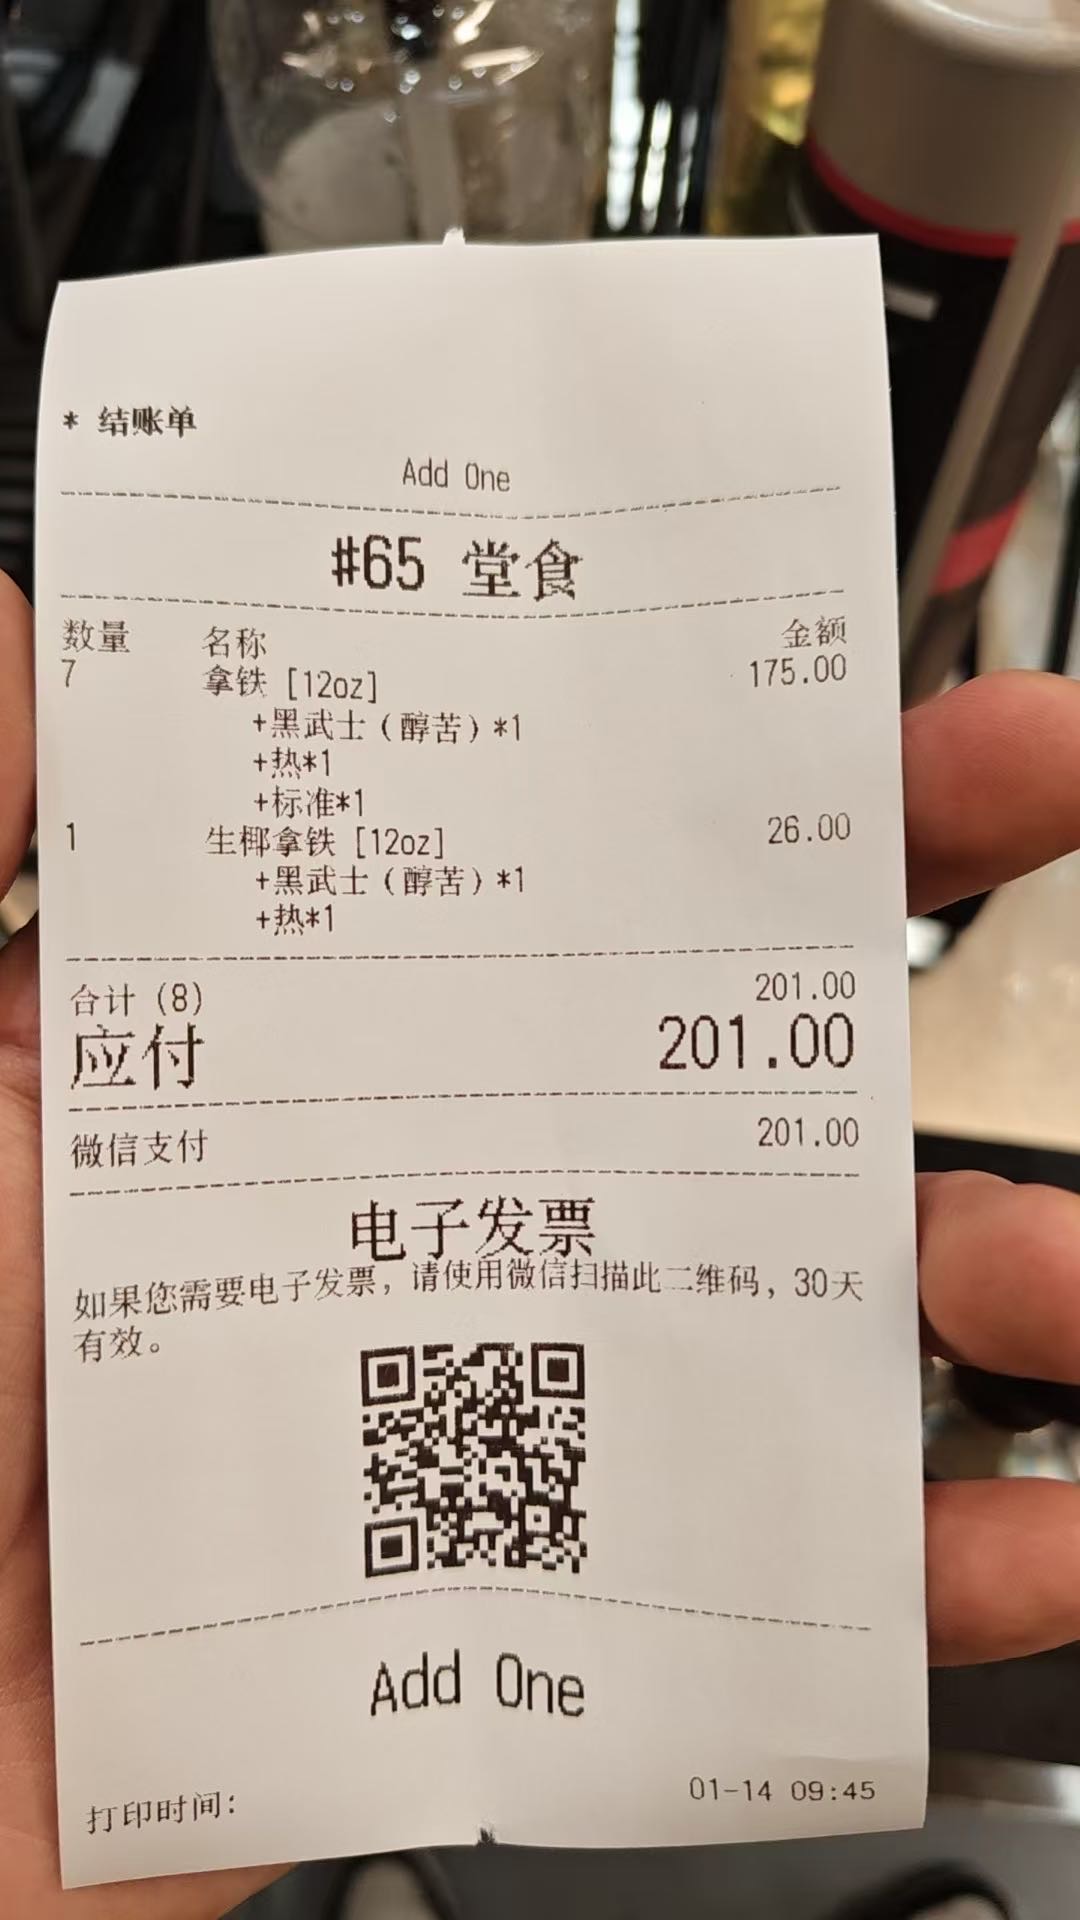 * 结账单
Add One
#65 堂食
数量 名称 金额
7 拿铁 [12oz] 175.00
+黑武士（醇苦）*1
+热*1
+标准*1
1 生椰拿铁 [12oz] 26.00
+黑武士（醇苦）*1
+热*1
合计 (8) 201.00
应付 201.00
微信支付 201.00
电子发票
如果您需要电子发票，请使用微信扫描此二维码，30天
有效。
Add One
打印时间: 01-14 09:45